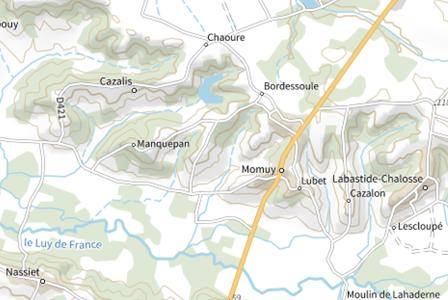 Chaoure
Cazalis
Bordessoule
D421
Manquepan
Momuy
Lubet
Labastide-Chalosse
Cazalon
Lescloupé
le Luy de France
Nassiet
Moulin de Lahaderne